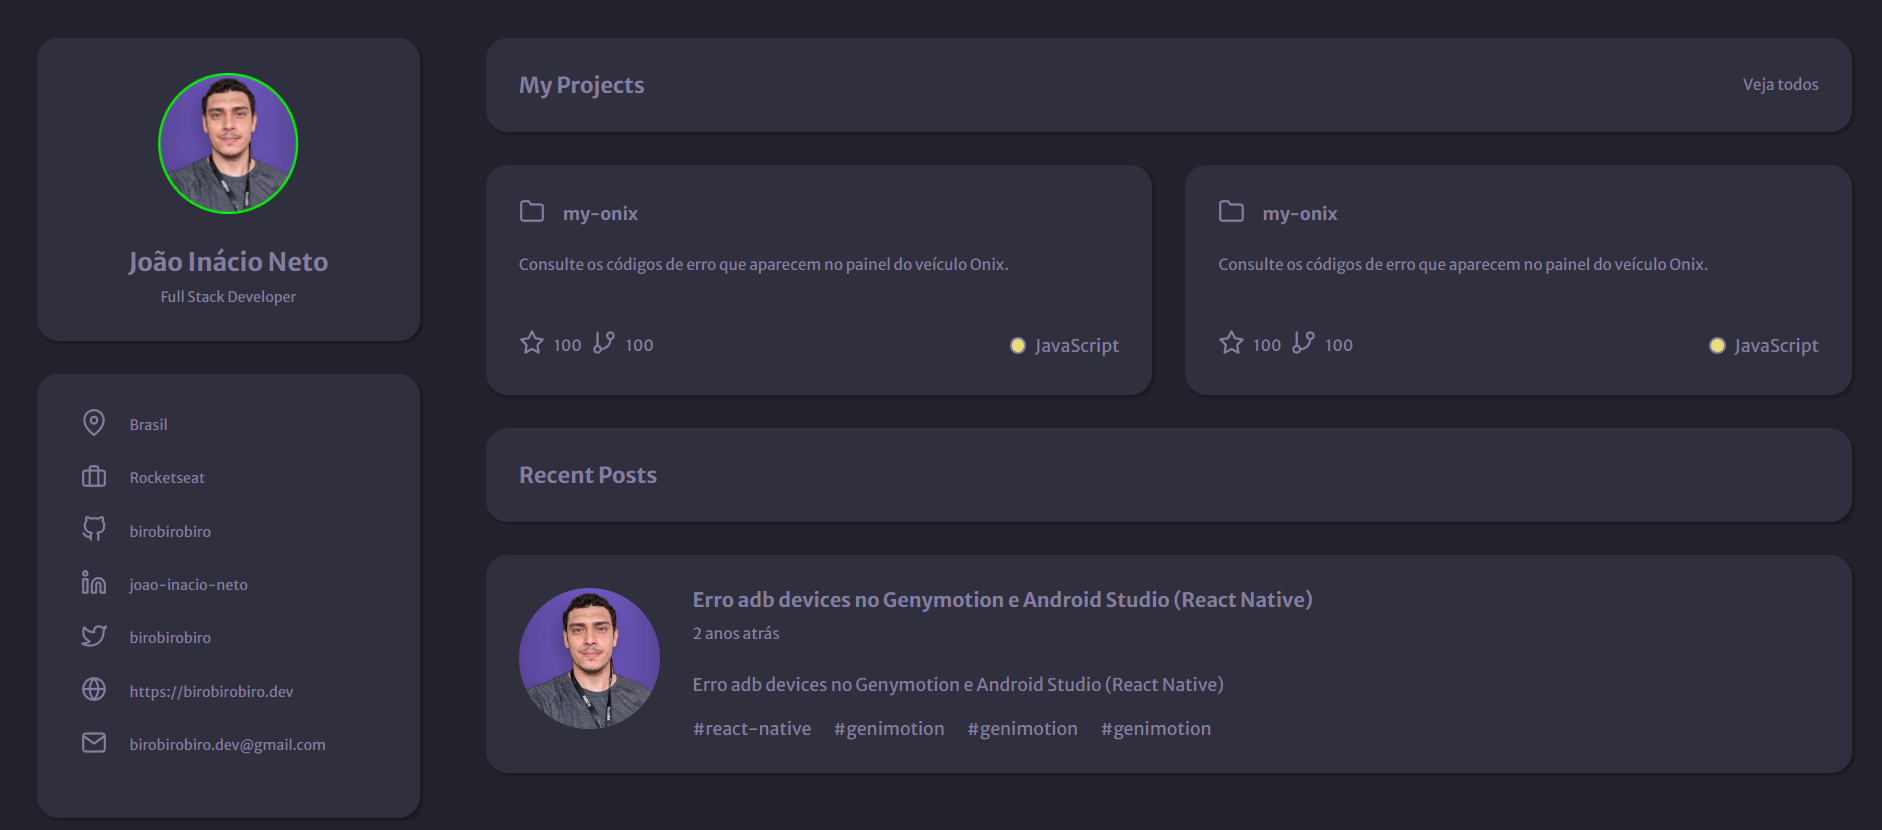 João Inácio Neto
Full Stack Developer
Brasil
Rocketseat
birobirobiro
joao-inacio-neto
birobirobiro
https://birobirobiro.dev
birobirobiro.dev@gmail.com
My Projects
Veja todos
my-onix
Consulte os códigos de erro que aparecem no painel do veículo Onix.
100 100 JavaScript
my-onix
Consulte os códigos de erro que aparecem no painel do veículo Onix.
100 100 JavaScript
Recent Posts
Erro adb devices no Genymotion e Android Studio (React Native)
2 anos atrás
Erro adb devices no Genymotion e Android Studio (React Native)
#react-native #genimotion #genimotion #genimotion